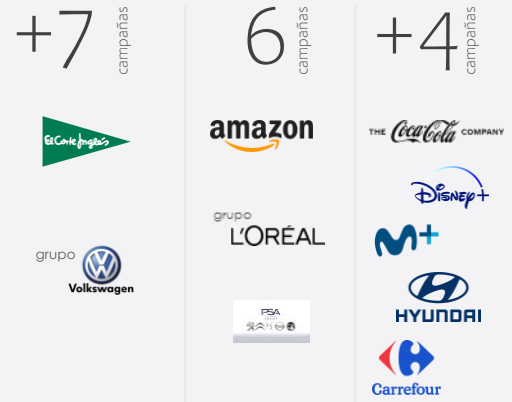 +7 campañas
El Corte Inglés
grupo
Volkswagen
6 campañas
amazon
grupo
L'ORÉAL
PSA
+4 campañas
THE Coca-Cola COMPANY
Disney+
M+
HYUNDAI
Carrefour